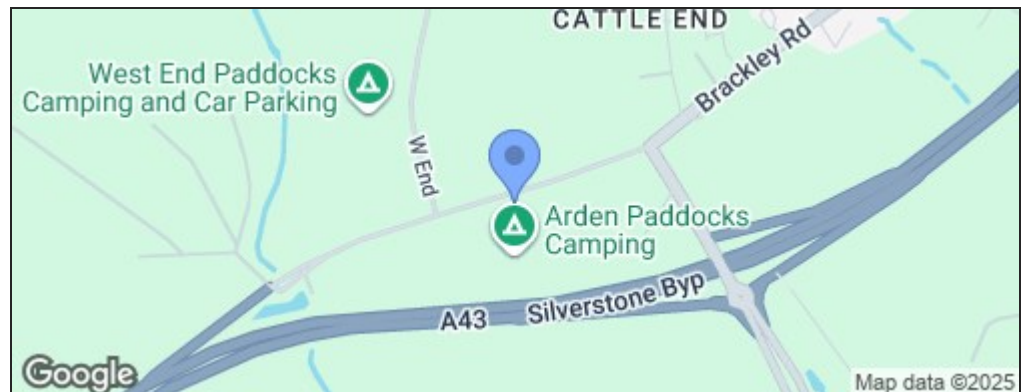 CATTLE END
Brackley Rd
West End Paddocks
Camping and Car Parking
W End
Arden Paddocks
Camping
A43
Silverstone Byp
Google
Map data ©2025